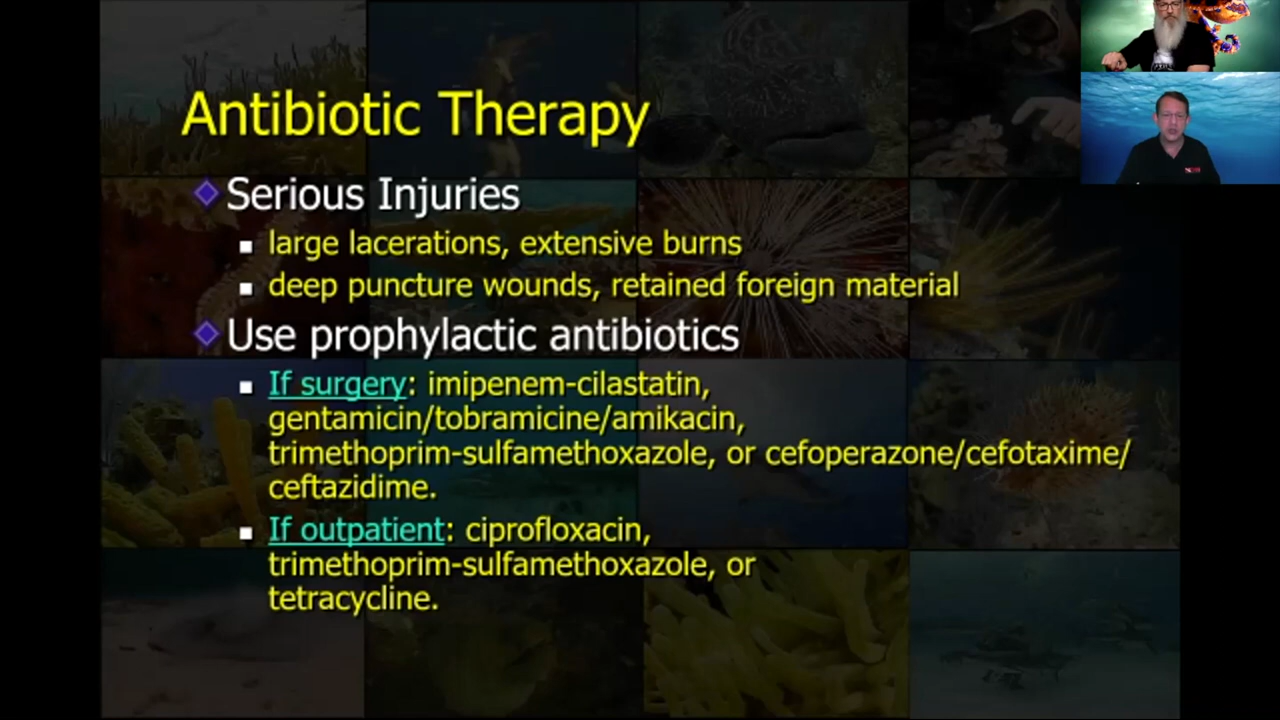 Antibiotic Therapy
Serious Injuries
large lacerations, extensive burns
deep puncture wounds, retained foreign material
Use prophylactic antibiotics
If surgery: imipenem-cilastatin,
gentamicin/tobramicine/amikacin,
trimethoprim-sulfamethoxazole, or cefoperazone/cefotaxime/
ceftazidime.
If outpatient: ciprofloxacin,
trimethoprim-sulfamethoxazole, or
tetracycline.